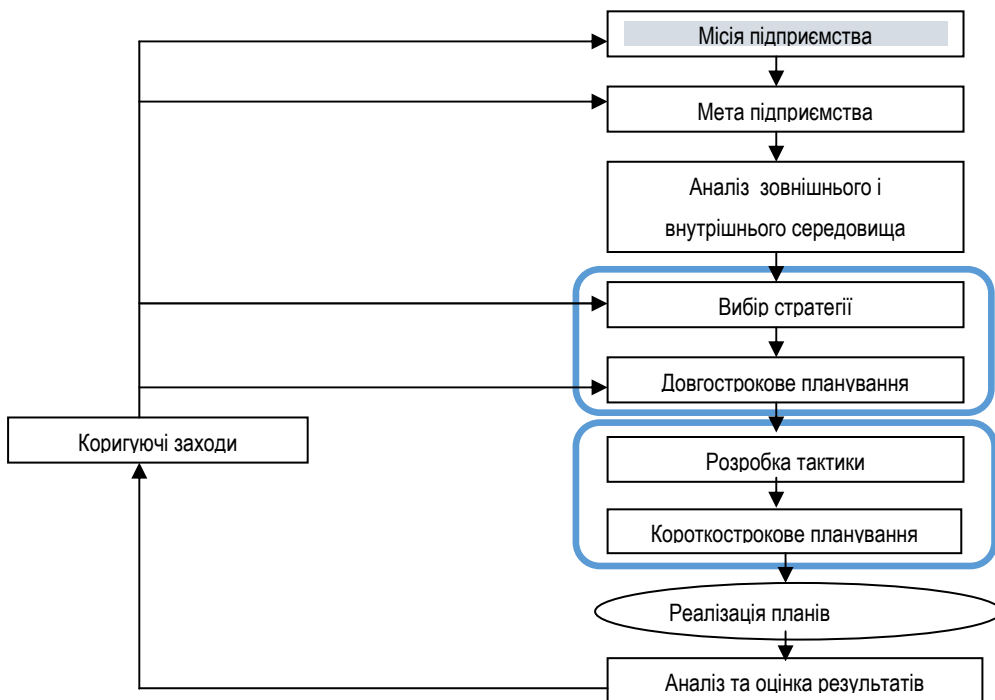 Місія підприємства
Мета підприємства
Аналіз зовнішнього і
внутрішнього середовища
Вибір стратегії
Довгострокове планування
Коригуючі заходи
Розробка тактики
Короткострокове планування
Реалізація планів
Аналіз та оцінка результатів